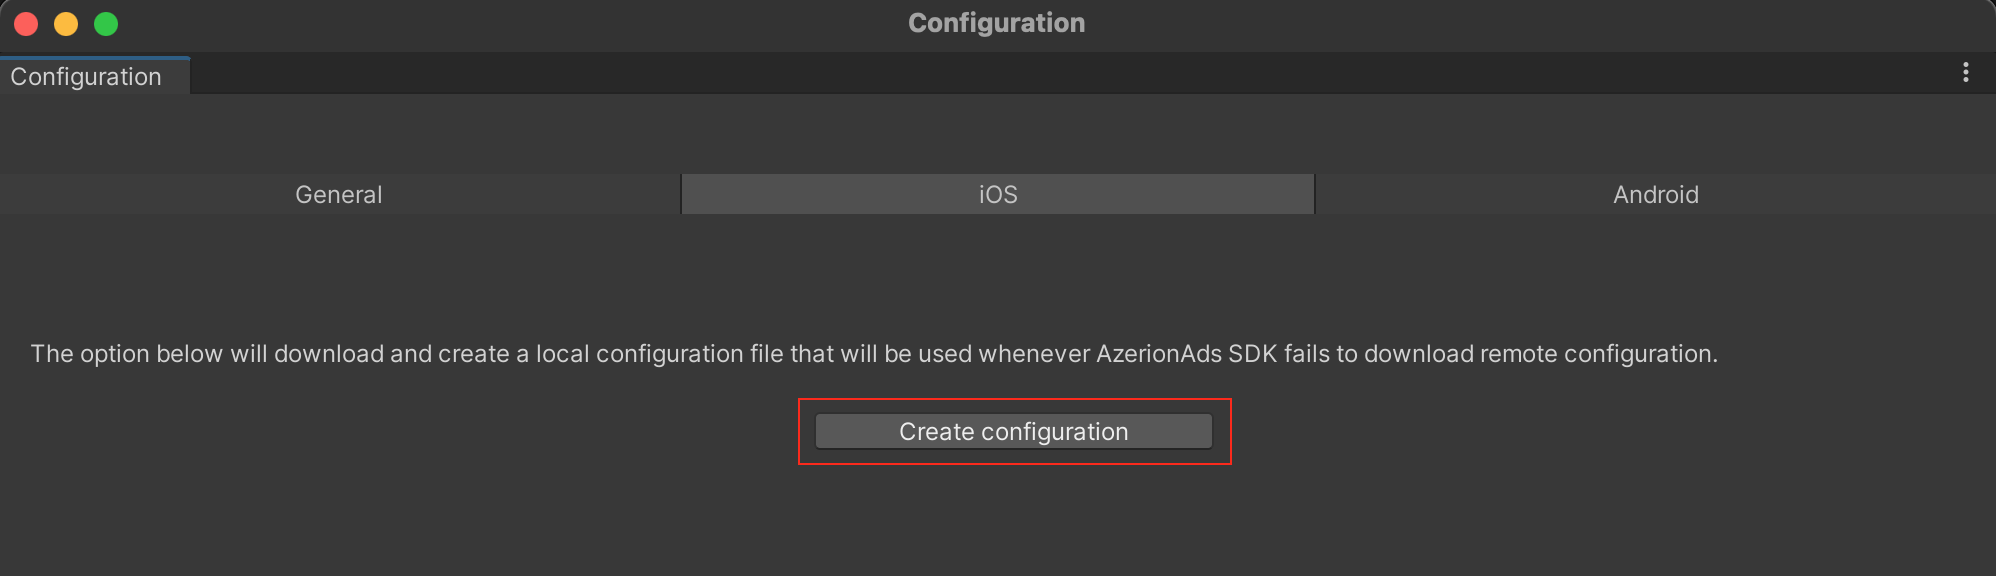 Configuration
Configuration
General
iOS
Android
The option below will download and create a local configuration file that will be used whenever AzerionAds SDK fails to download remote configuration.
Create configuration